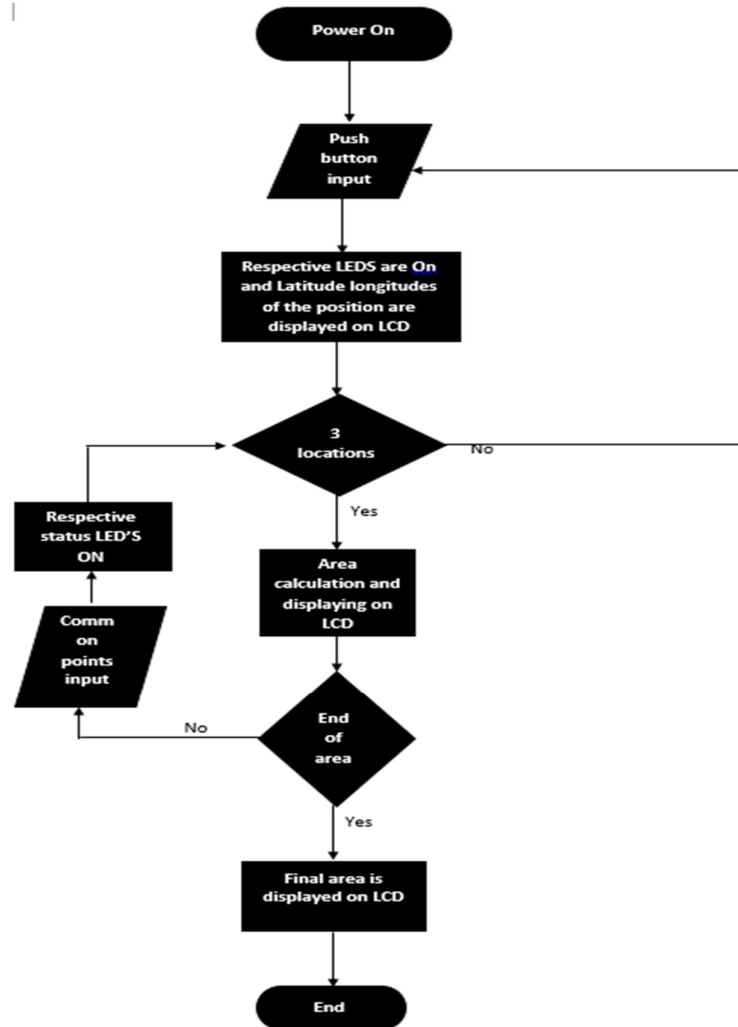 Power On
Push
button
input
Respective LEDS are On
and Latitude longitudes
of the position are
displayed on LCD
3
locations
No
Yes
Respective
status LED'S
ON
Area
calculation and
displaying on
LCD
Comm
on
points
input
No
End
of
area
Yes
Final area is
displayed on LCD
End